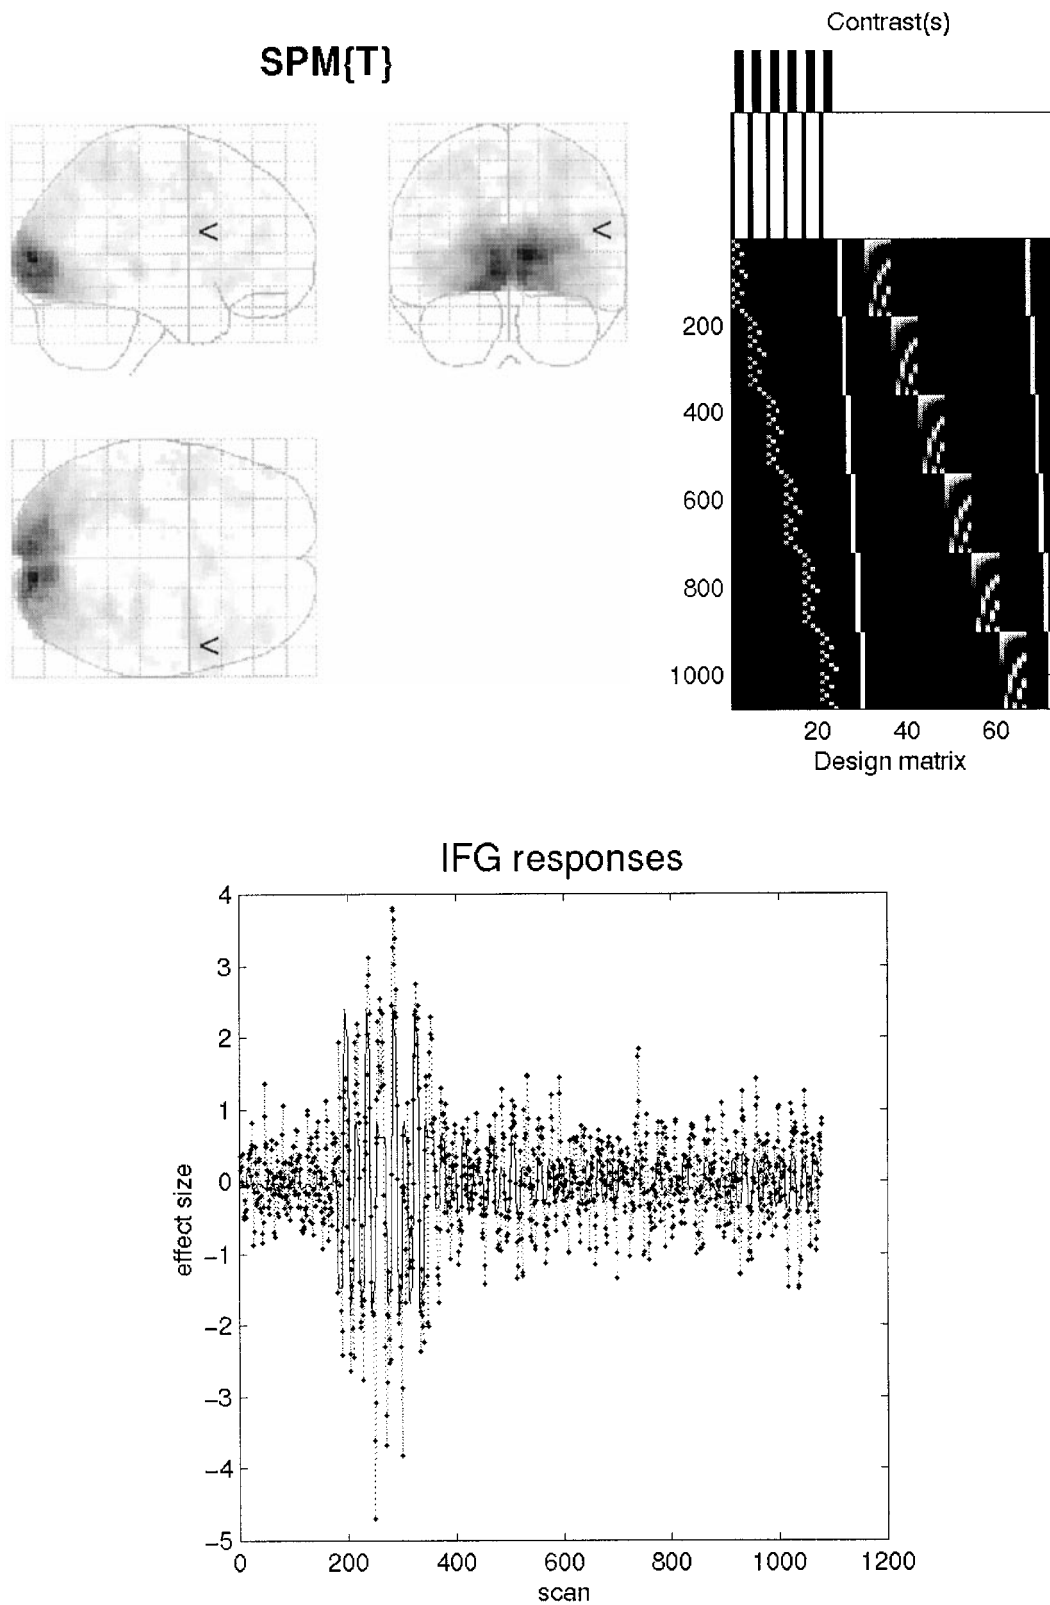 Contrast(s)
SPM{T}
<
<
<
200
400
600
800
1000
20 40 60
Design matrix
IFG responses
4
3
2
1
0
−1
−2
−3
−4
−5
effect size
0 200 400 600 800 1000 1200
scan